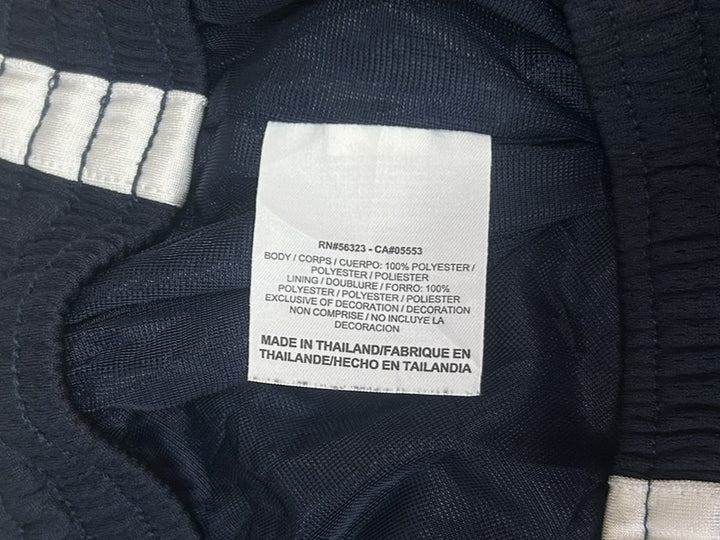 RN#56323 - CA#05553
BODY / CORPS / CUERPO: 100% POLYESTER /
POLYESTER / POLIESTER
LINING / DOUBLURE / FORRO: 100%
POLYESTER / POLYESTER / POLIESTER
EXCLUSIVE OF DECORATION / DECORATION
NON COMPRISE / NO INCLUYE LA
DECORACION
MADE IN THAILAND/FABRIQUE EN
THAILANDE/HECHO EN TAILANDIA